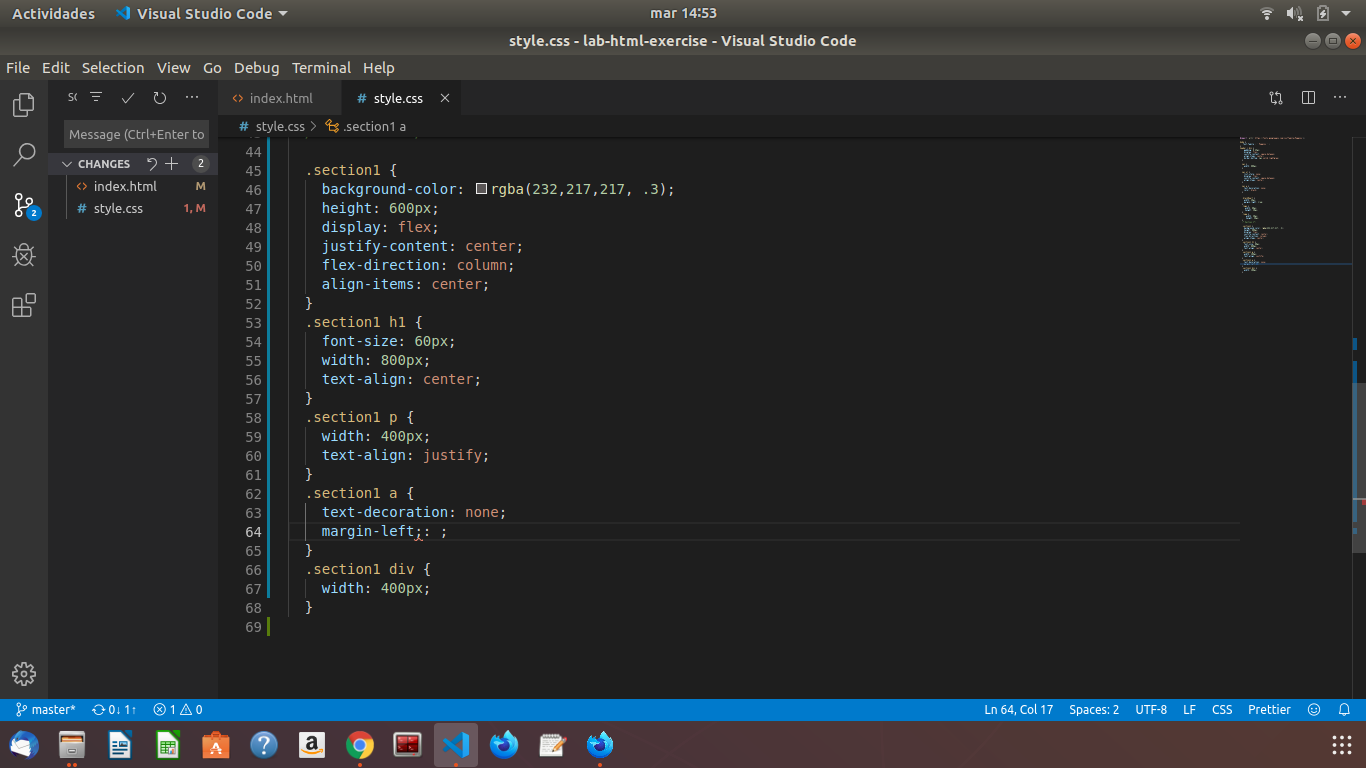 Actividades Visual Studio Code mar 14:53
style.css - lab-html-exercise - Visual Studio Code
File Edit Selection View Go Debug Terminal Help
index.html # style.css
Message (Ctrl+Enter to
# style.css > .section1 a
CHANGES 2
index.html M
# style.css 1, M
2
44
45 .section1 {
46 background-color: rgba(232,217,217, .3);
47 height: 600px;
48 display: flex;
49 justify-content: center;
50 flex-direction: column;
51 align-items: center;
52 }
53 .section1 h1 {
54 font-size: 60px;
55 width: 800px;
56 text-align: center;
57 }
58 .section1 p {
59 width: 400px;
60 text-align: justify;
61 }
62 .section1 a {
63 text-decoration: none;
64 margin-left;: ;
65 }
66 .section1 div {
67 width: 400px;
68 }
69
master* 0↓ 1↑ 1 0 Ln 64, Col 17 Spaces: 2 UTF-8 LF CSS Prettier